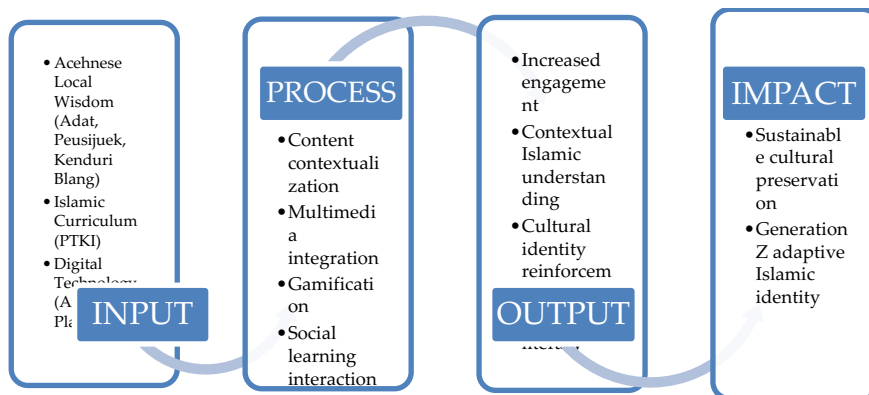 • Acehnese
Local
Wisdom
(Adat,
Peusijuek,
Kenduri
Blang)
• Islamic
Curriculum
(PTKI)
• Digital
INPUT
PROCESS
• Content
contextuali
zation
• Multimedi
a
integration
• Gamificati
on
• Social
learning
interaction
• Increased
engageme
nt
• Contextual
Islamic
understan
ding
• Cultural
identity
reinforcem
OUTPUT
IMPACT
• Sustainabl
e cultural
preservati
on
• Generation
Z adaptive
Islamic
identity